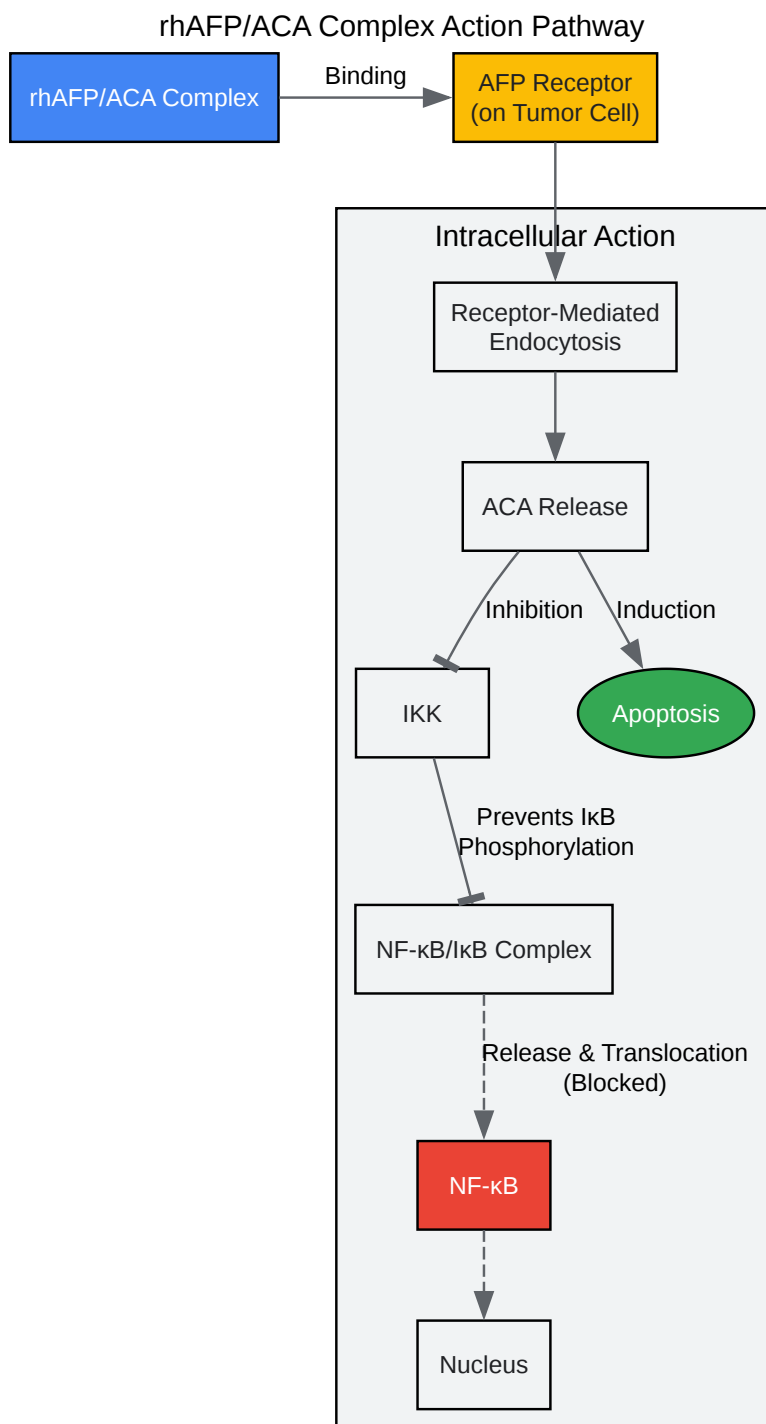 rhAFP/ACA Complex Action Pathway
rhAFP/ACA Complex
Binding
AFP Receptor
(on Tumor Cell)
Intracellular Action
Receptor-Mediated
Endocytosis
ACA Release
Inhibition
Induction
IKK
Apoptosis
Prevents IκB
Phosphorylation
NF-κB/IκB Complex
Release & Translocation
(Blocked)
NF-κB
Nucleus